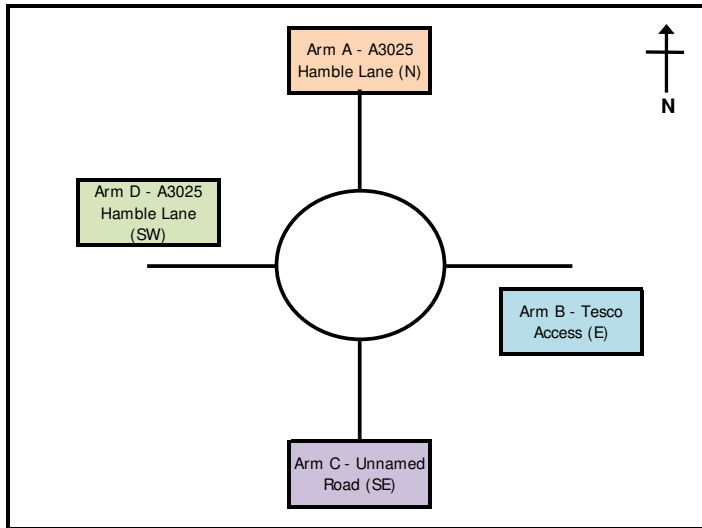 Arm A - A3025
Hamble Lane (N)
N
Arm D - A3025
Hamble Lane
(SW)
Arm B - Tesco
Access (E)
Arm C - Unnamed
Road (SE)